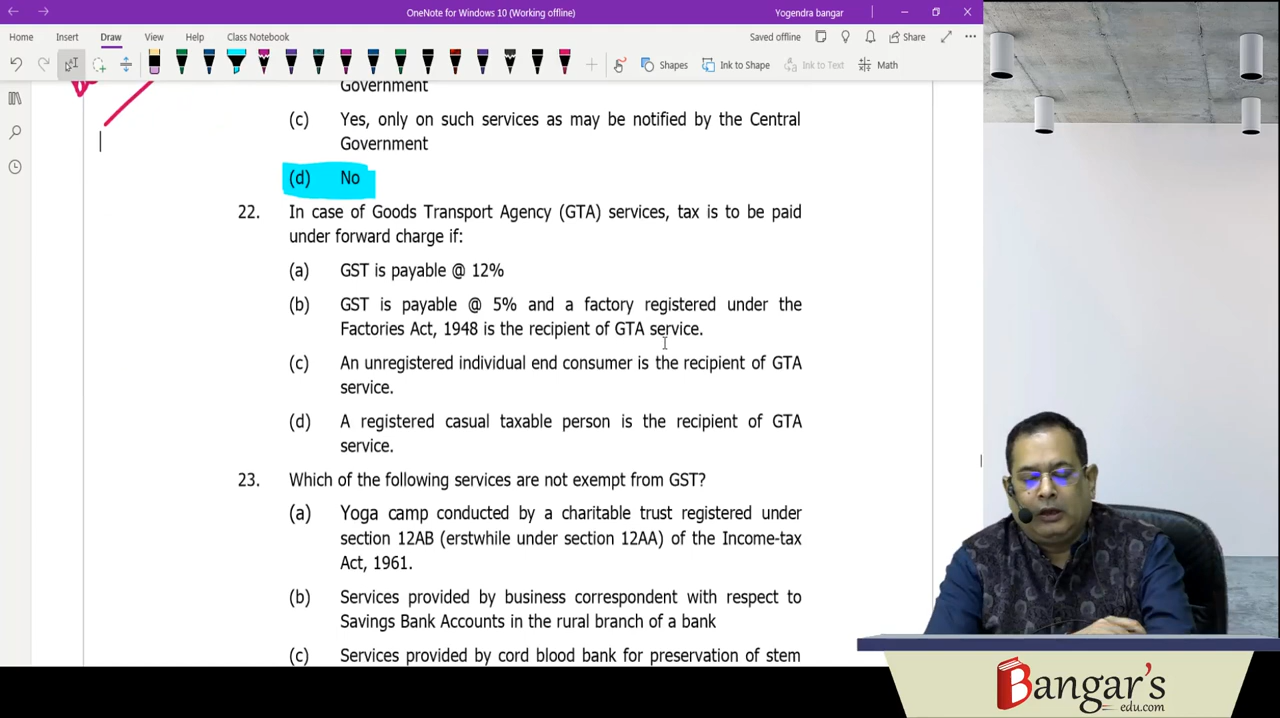 OneNote for Windows 10 (Working offline)
Yogendra bangar
Home Insert Draw View Help Class Notebook
Saved offline
Share
Shapes
Ink to Shape
Ink to Text
Math
Government
(c) Yes, only on such services as may be notified by the Central
Government
(d) No
22. In case of Goods Transport Agency (GTA) services, tax is to be paid
under forward charge if:
(a) GST is payable @ 12%
(b) GST is payable @ 5% and a factory registered under the
Factories Act, 1948 is the recipient of GTA service.
(c) An unregistered individual end consumer is the recipient of GTA
service.
(d) A registered casual taxable person is the recipient of GTA
service.
23. Which of the following services are not exempt from GST?
(a) Yoga camp conducted by a charitable trust registered under
section 12AB (erstwhile under section 12AA) of the Income-tax
Act, 1961.
(b) Services provided by business correspondent with respect to
Savings Bank Accounts in the rural branch of a bank
(c) Services provided by cord blood bank for preservation of stem
Bangar's
edu.com